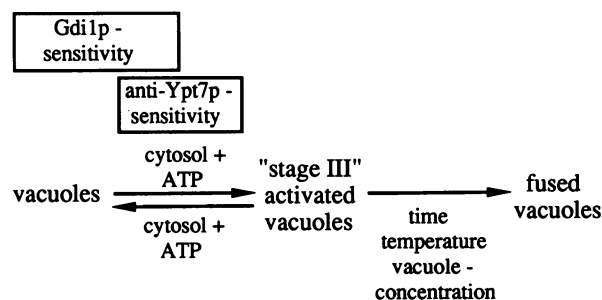 Gdi1p -
sensitivity
anti-Ypt7p -
sensitivity
cytosol +
ATP
vacuoles
cytosol +
ATP
"stage III"
activated
vacuoles
time
temperature
vacuole -
concentration
fused
vacuoles